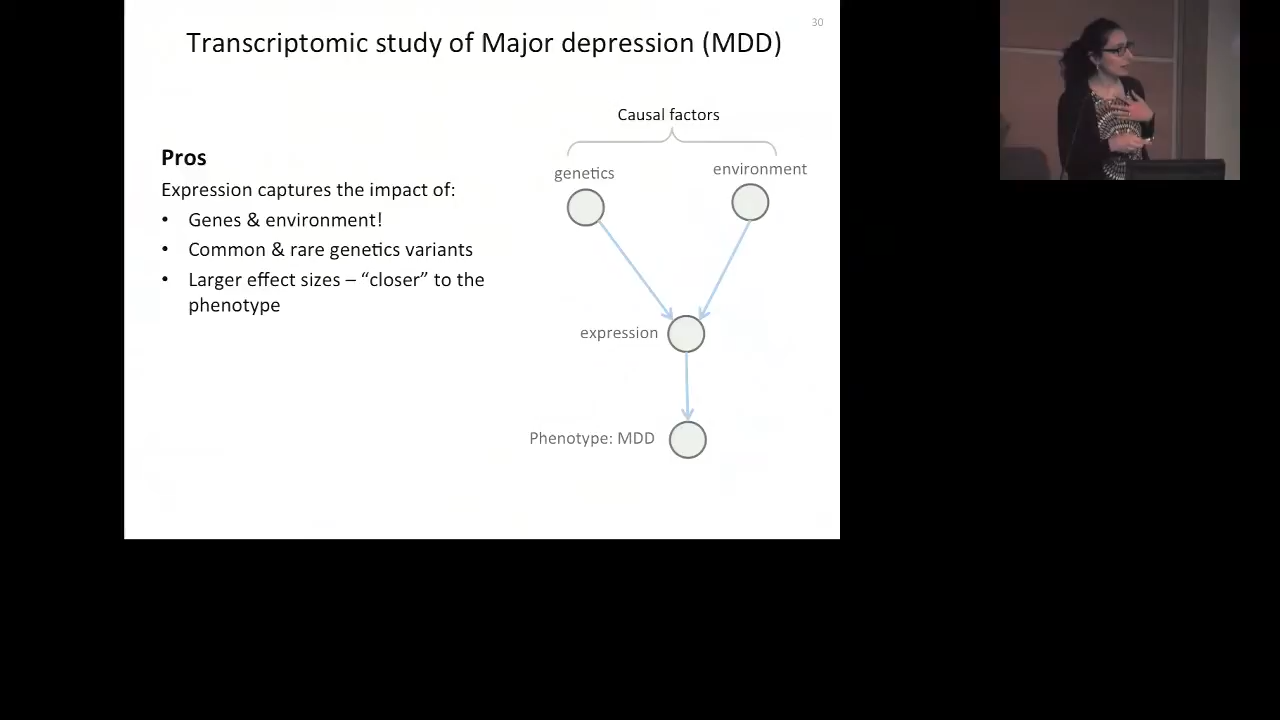 30
Transcriptomic study of Major depression (MDD)
Causal factors
Pros
genetics
environment
Expression captures the impact of:
• Genes & environment!
• Common & rare genetics variants
• Larger effect sizes – “closer” to the
phenotype
expression
Phenotype: MDD